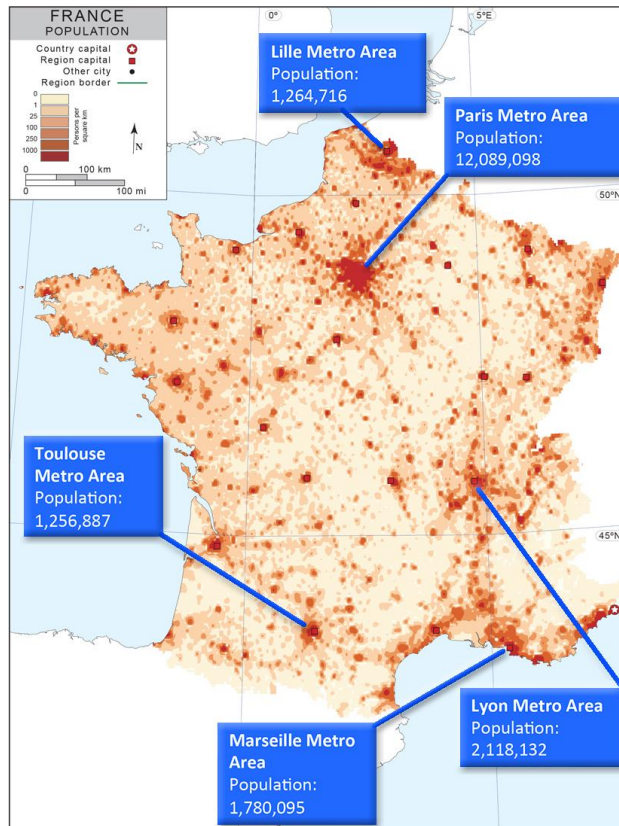 FRANCE
POPULATION
Country capital
Region capital
Other city
Region border
0
1
25
100
250
1000
Persons per
square km
N
0 100 km
0 100 mi
0°
5°E
50°N
45°N
Lille Metro Area
Population:
1,264,716
Paris Metro Area
Population:
12,089,098
Toulouse
Metro Area
Population:
1,256,887
Lyon Metro Area
Population:
2,118,132
Marseille Metro
Area
Population:
1,780,095